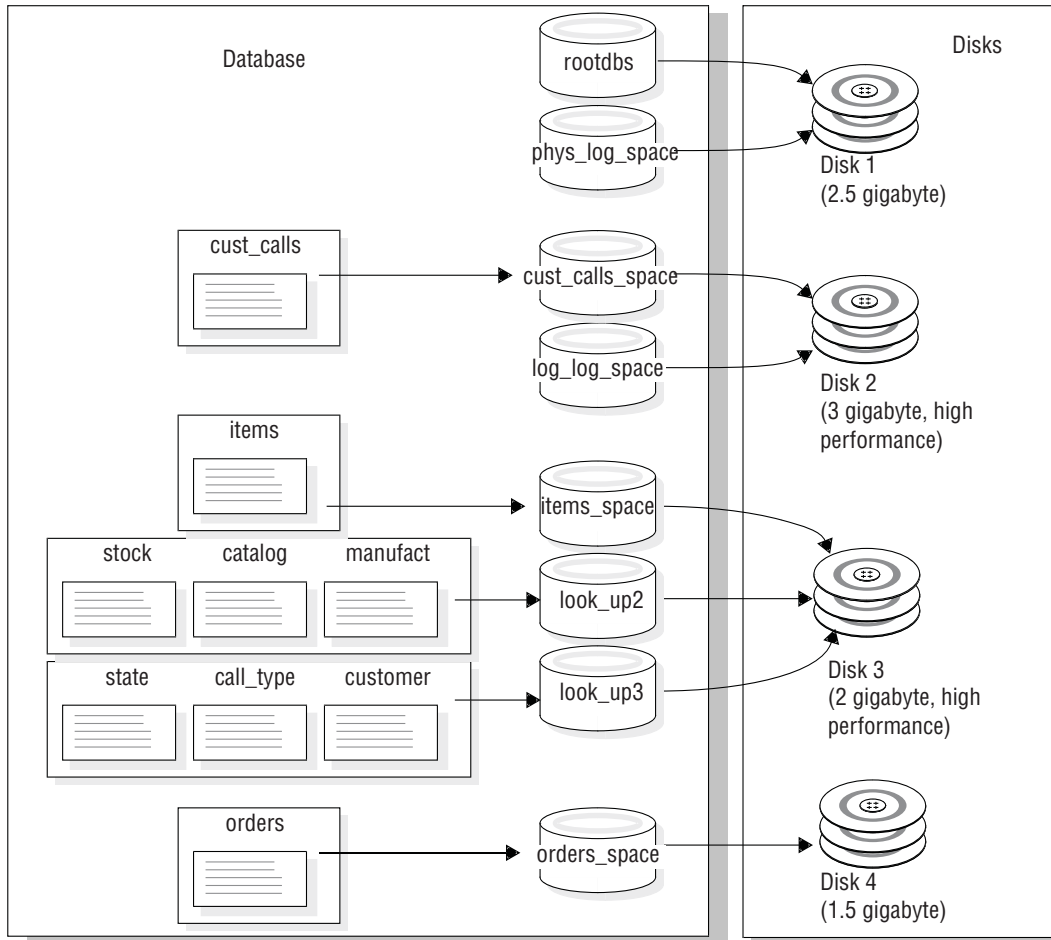 Database
Disks
rootdbs
phys_log_space
Disk 1
(2.5 gigabyte)
cust_calls
cust_calls_space
log_log_space
Disk 2
(3 gigabyte, high
performance)
items
items_space
stock
catalog
manufact
look_up2
state
call_type
customer
look_up3
Disk 3
(2 gigabyte, high
performance)
orders
orders_space
Disk 4
(1.5 gigabyte)